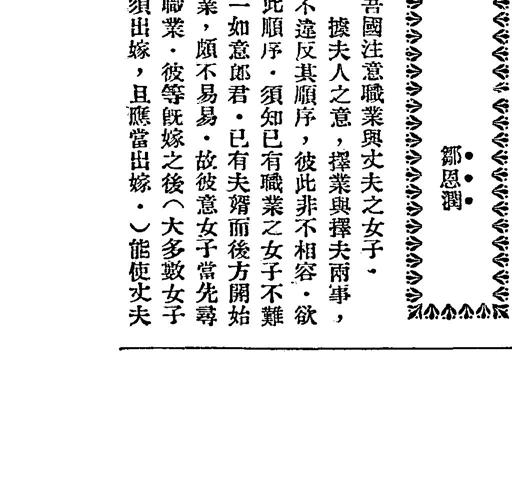 鄒恩潤
吾國注意職業與丈夫之女子。
據夫人之意，擇業與擇夫兩事，
不違反其順序，彼此非不相容。欲
此順序。須知已有職業之女子不難
一如意郎君。已有夫壻而後方開始
業，頗不易易。故彼意女子當先尋
職業。彼等旣嫁之後（大多數女子
須出嫁，且應當出嫁。）能使丈夫